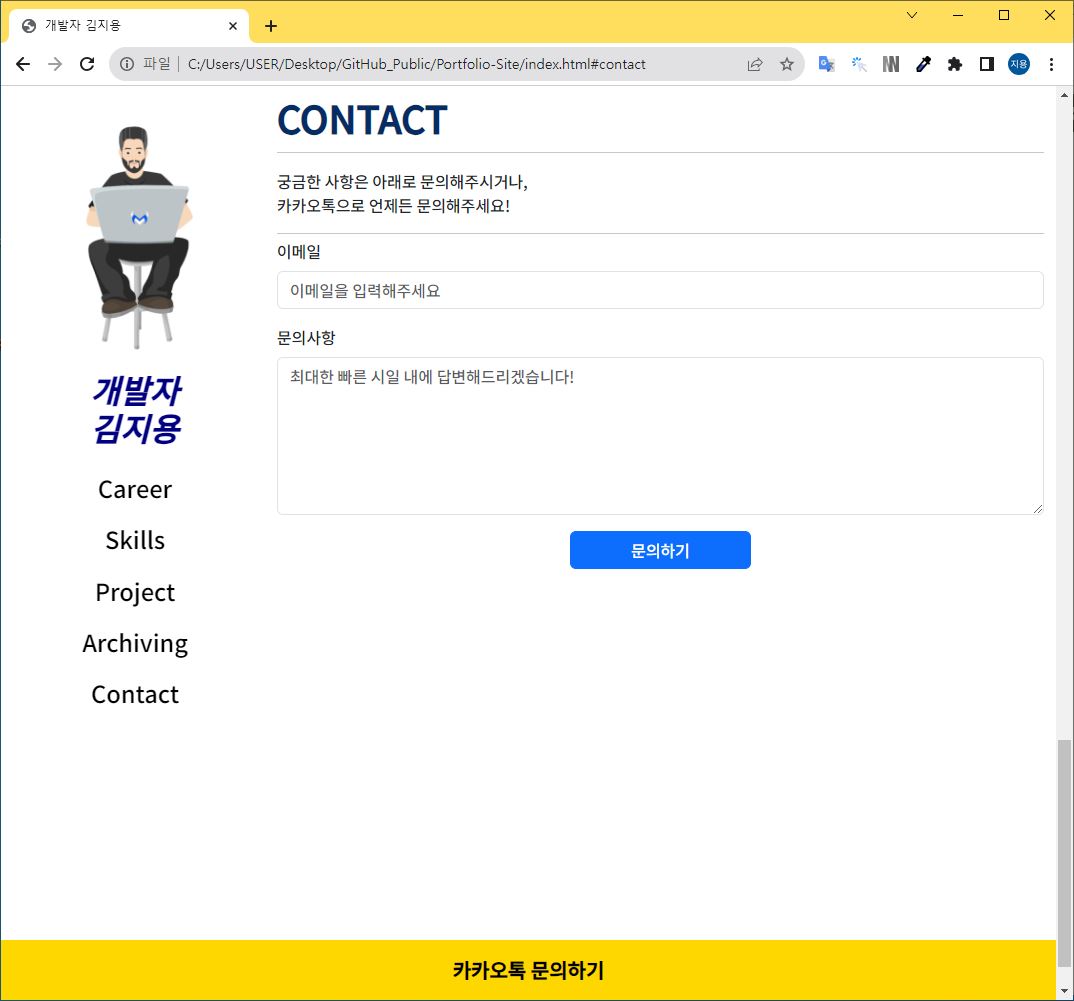 개발자 김지용
파일
C:/Users/USER/Desktop/GitHub_Public/Portfolio-Site/index.html#contact
지용
개발자
김지용
Career
Skills
Project
Archiving
Contact
CONTACT
궁금한 사항은 아래로 문의해주시거나,
카카오톡으로 언제든 문의해주세요!
이메일
이메일을 입력해주세요
문의사항
최대한 빠른 시일 내에 답변해드리겠습니다!
문의하기
카카오톡 문의하기